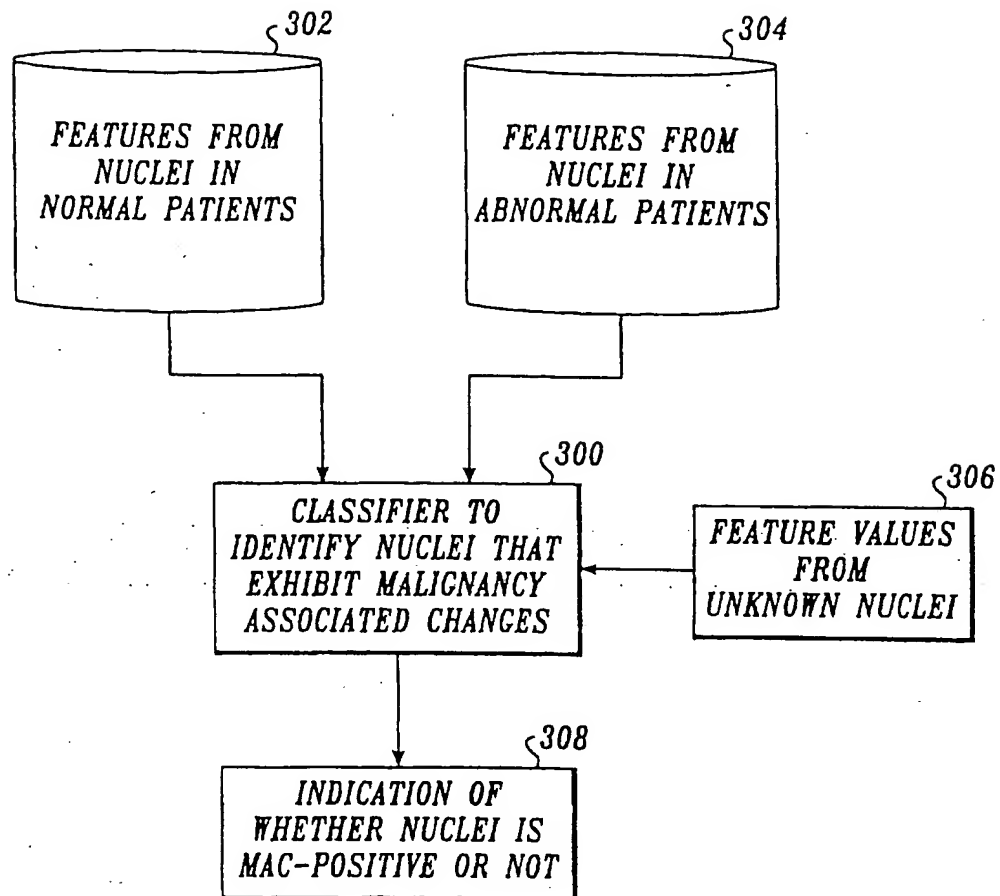 302
304
FEATURES FROM
NUCLEI IN
NORMAL PATIENTS
FEATURES FROM
NUCLEI IN
ABNORMAL PATIENTS
300
CLASSIFIER TO
IDENTIFY NUCLEI THAT
EXHIBIT MALIGNANCY
ASSOCIATED CHANGES
306
FEATURE VALUES
FROM
UNKNOWN NUCLEI
308
INDICATION OF
WHETHER NUCLEI IS
MAC-POSITIVE OR NOT